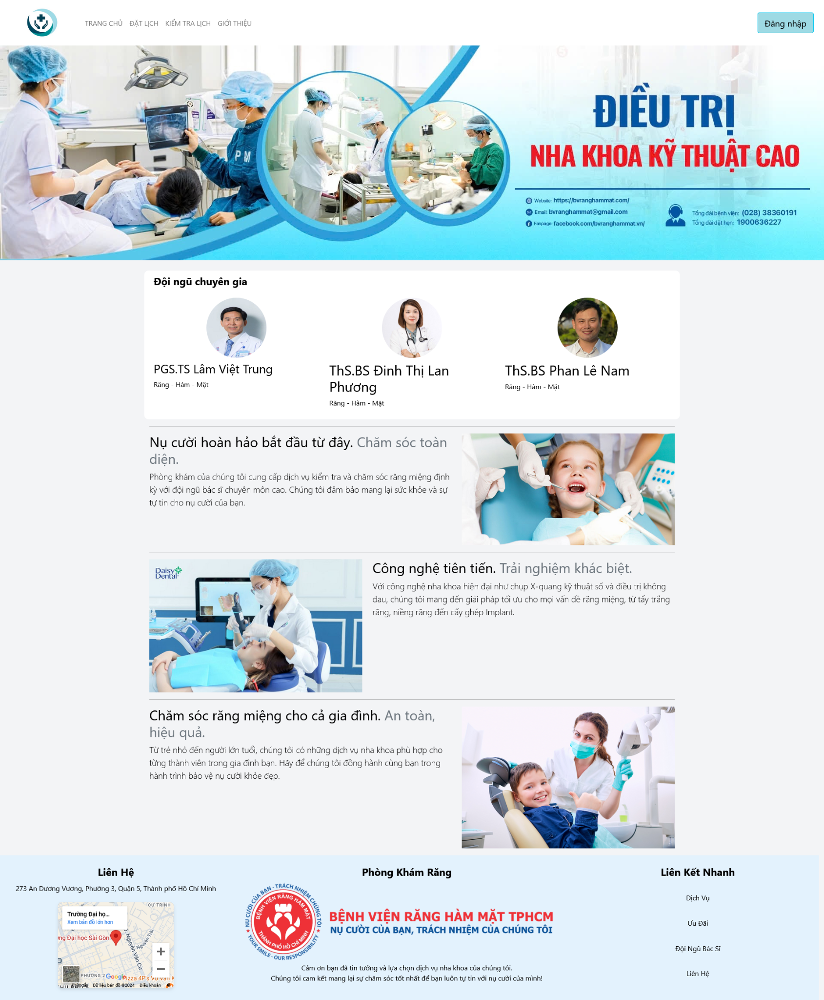 TRANG CHỦ ĐẶT LỊCH KIỂM TRA LỊCH GIỚI THIỆU
Đăng nhập
PM
ĐIỀU TRỊ
NHA KHOA KỸ THUẬT CAO
Website: https://bvranghammat.com/
Email: bvranghammat@gmail.com
Fanpage: facebook.com/bvranghammat.vn/
Tổng đài bệnh viện: (028) 38360191
Tổng đài đặt hẹn: 1900636227
Đội ngũ chuyên gia
PGS.TS Lâm Việt Trung
Răng - Hàm - Mặt
ThS.BS Đinh Thị Lan
Phương
Răng - Hàm - Mặt
ThS.BS Phan Lê Nam
Răng - Hàm - Mặt
Nụ cười hoàn hảo bắt đầu từ đây. Chăm sóc toàn
diện.
Phòng khám của chúng tôi cung cấp dịch vụ kiểm tra và chăm sóc răng miệng định
kỳ với đội ngũ bác sĩ chuyên môn cao. Chúng tôi đảm bảo mang lại sức khỏe và sự
tự tin cho nụ cười của bạn.
Daisy
Dental
Công nghệ tiên tiến. Trải nghiệm khác biệt.
Với công nghệ nha khoa hiện đại như chụp X-quang kỹ thuật số và điều trị không
đau, chúng tôi mang đến giải pháp tối ưu cho mọi vấn đề răng miệng, từ tẩy trắng
răng, niềng răng đến cấy ghép Implant.
Chăm sóc răng miệng cho cả gia đình. An toàn,
hiệu quả.
Từ trẻ nhỏ đến người lớn tuổi, chúng tôi có những dịch vụ nha khoa phù hợp cho
từng thành viên trong gia đình bạn. Hãy để chúng tôi đồng hành cùng bạn trong
hành trình bảo vệ nụ cười khỏe đẹp.
Liên Hệ
273 An Dương Vương, Phường 3, Quận 5, Thành phố Hồ Chí Minh
CƯ TRINH
Trường Đại họ...
Xem bản đồ lớn hơn
ng Đại học Sài Gòn
Nguyễn Trãi
Nguyễn Văn Cừ
PHƯỜNG 2
Google
Pizza 4P's Võ Văn K
Phím tắt Dữ liệu bản đồ ©2024 Điều khoản
Phòng Khám Răng
NỤ CƯỜI CỦA BẠN - TRÁCH NHIỆM CỦA CHÚNG TÔI
BỆNH VIỆN RĂNG HÀM MẶT
THÀNH PHỐ HỒ CHÍ MINH
YOUR SMILE - OUR RESPONSIBILITY
BỆNH VIỆN RĂNG HÀM MẶT TPHCM
NỤ CƯỜI CỦA BẠN, TRÁCH NHIỆM CỦA CHÚNG TÔI
Cảm ơn bạn đã tin tưởng và lựa chọn dịch vụ nha khoa của chúng tôi.
Chúng tôi cam kết mang lại sự chăm sóc tốt nhất để bạn luôn tự tin với nụ cười của mình!
Liên Kết Nhanh
Dịch Vụ
Ưu Đãi
Đội Ngũ Bác Sĩ
Liên Hệ